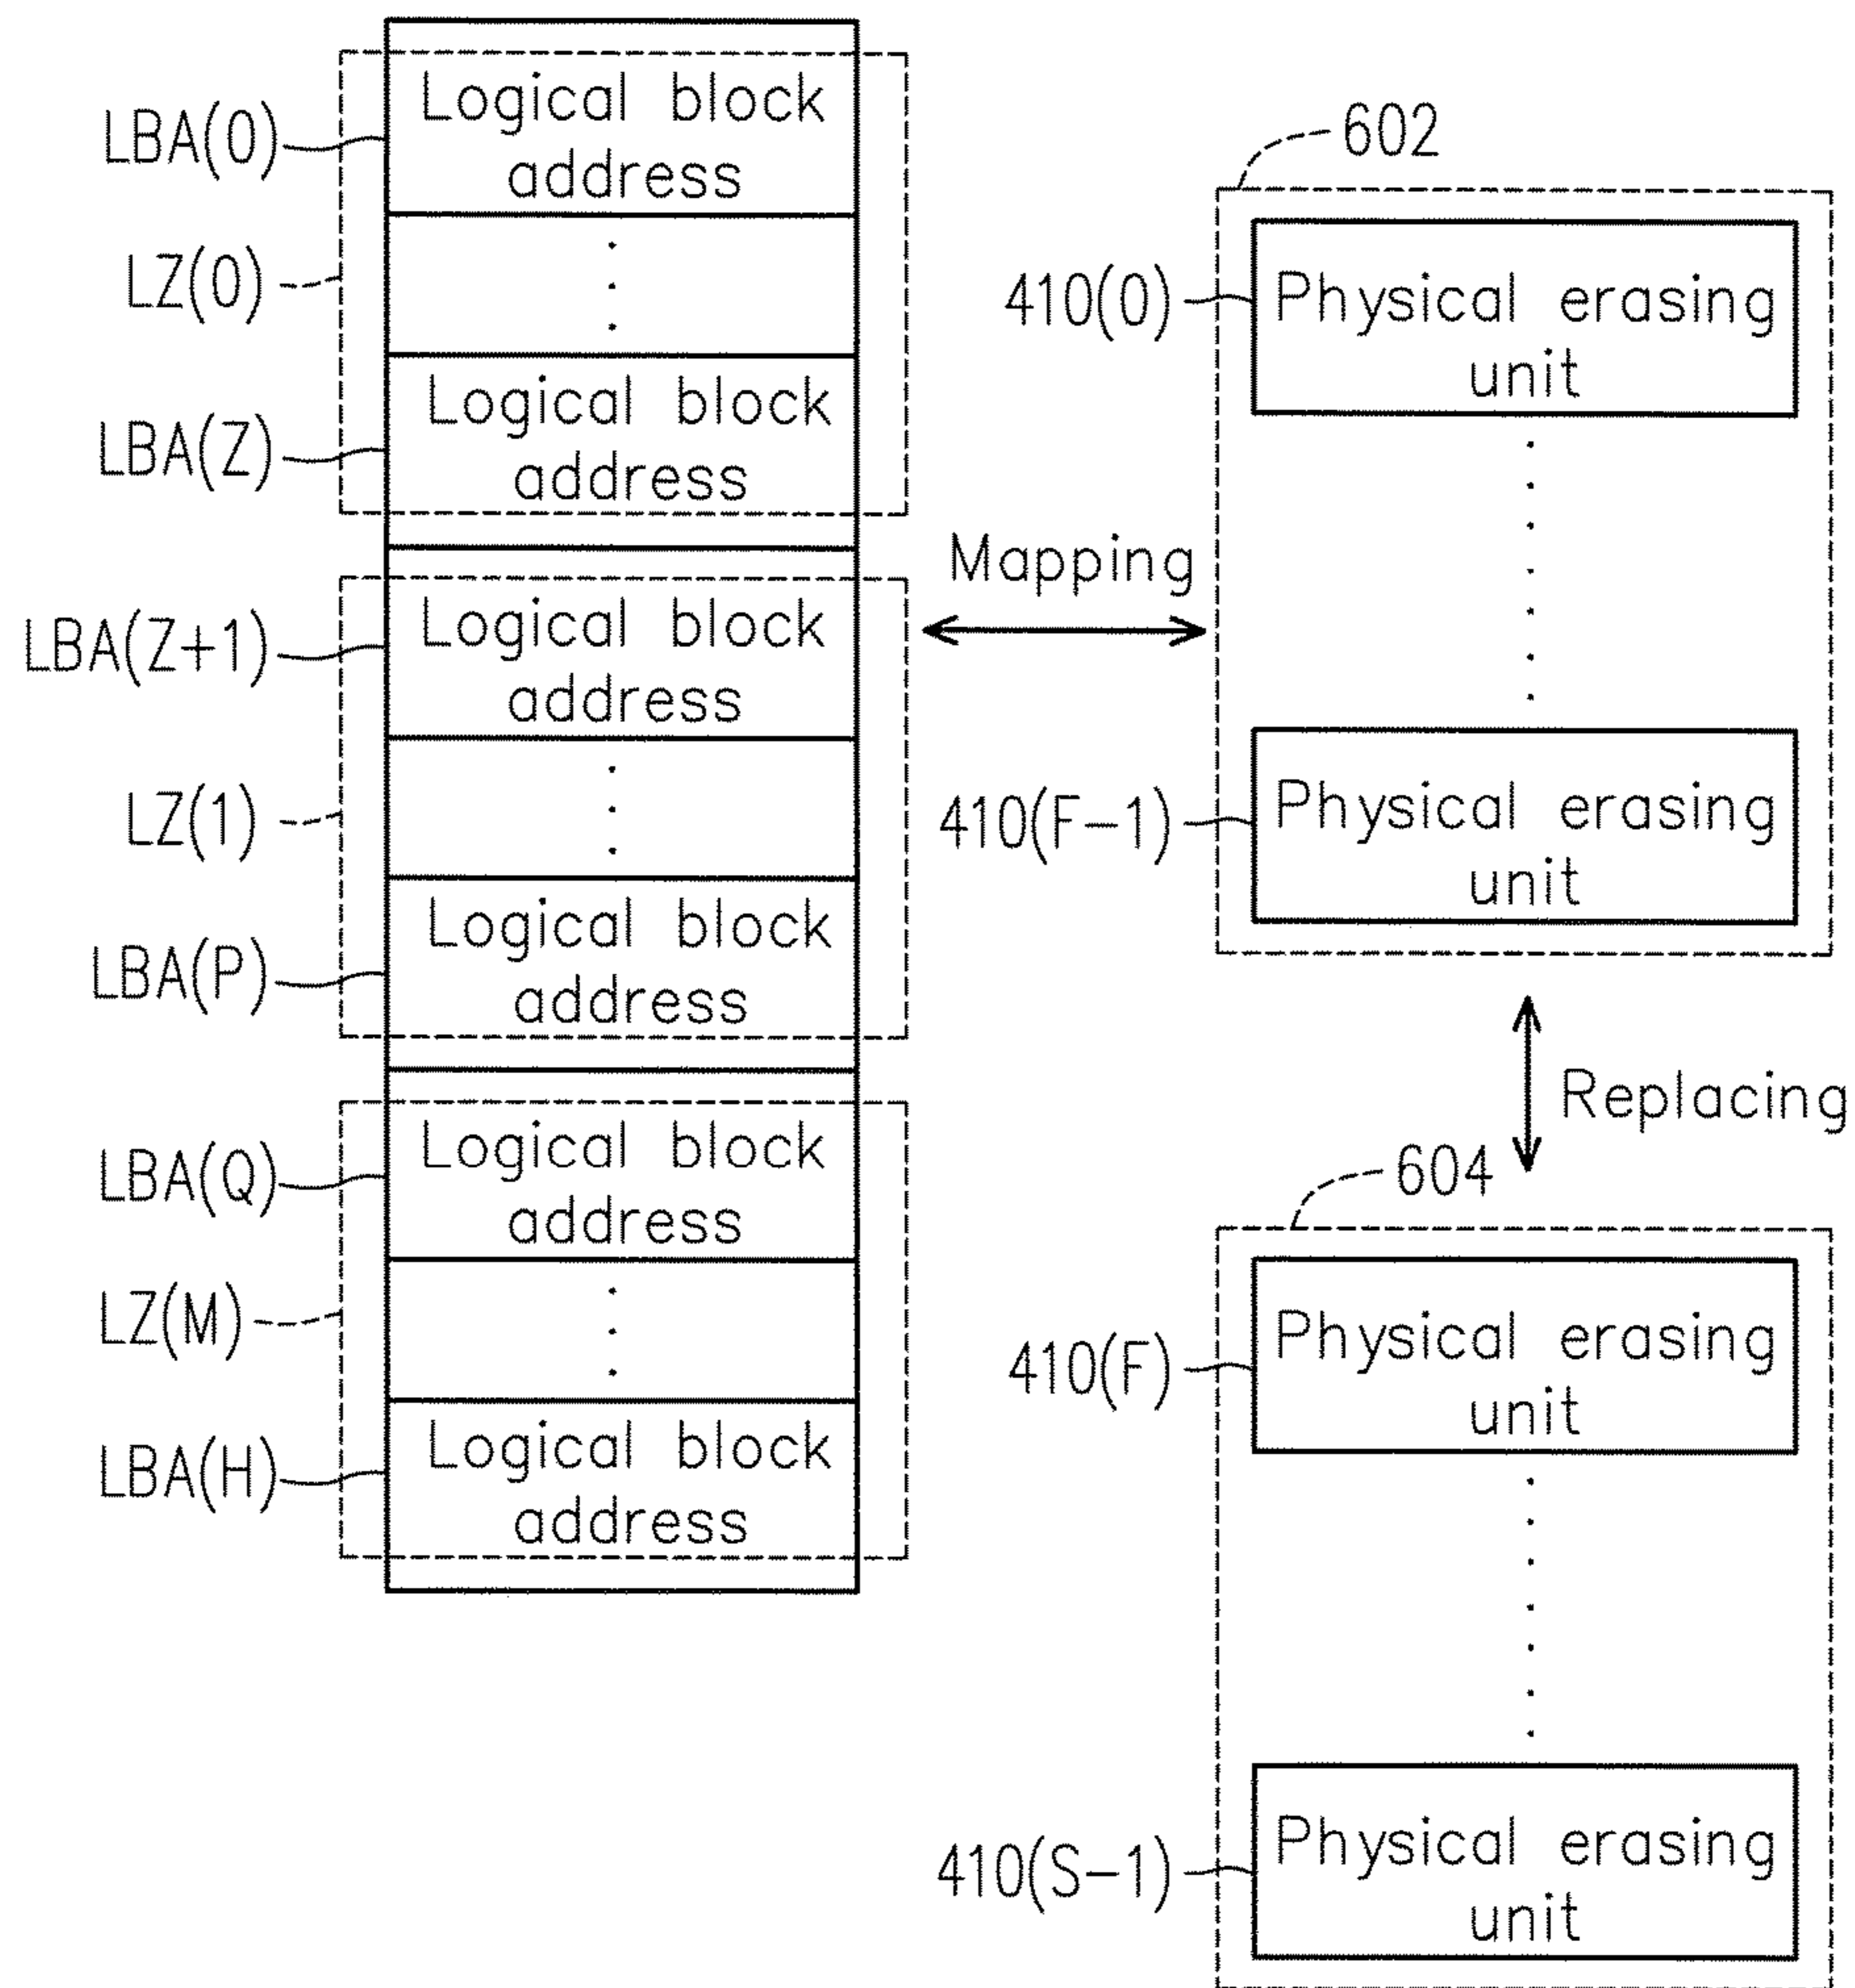 LBA(0)
Logical block
address
LZ(0)
.
.
.
LBA(Z)
Logical block
address
LBA(Z+1)
Logical block
address
LZ(1)
.
.
.
LBA(P)
Logical block
address
LBA(Q)
Logical block
address
LZ(M)
.
.
.
LBA(H)
Logical block
address
Mapping
602
410(0)
Physical erasing
unit
.
.
.
.
.
.
.
410(F-1)
Physical erasing
unit
Replacing
604
410(F)
Physical erasing
unit
.
.
.
.
.
.
.
410(S-1)
Physical erasing
unit